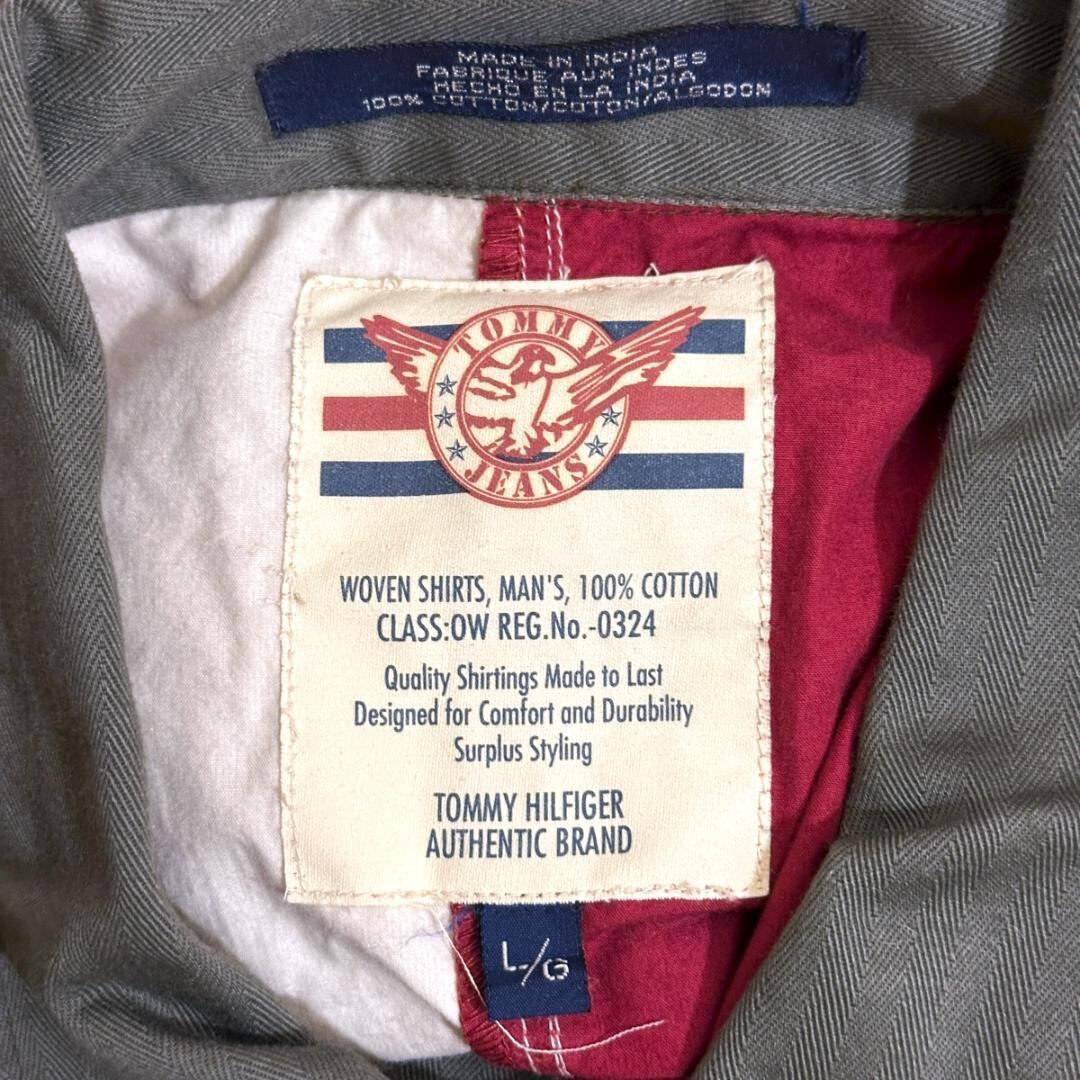 MADE IN INDIA
FABRIQUE AUX INDES
HECHO EN LA INDIA
100% COTTON/COTON/ALGODON
TOMMY
JEANS
WOVEN SHIRTS, MAN'S, 100% COTTON
CLASS:OW REG.No.-0324
Quality Shirtings Made to Last
Designed for Comfort and Durability
Surplus Styling
TOMMY HILFIGER
AUTHENTIC BRAND
L/G